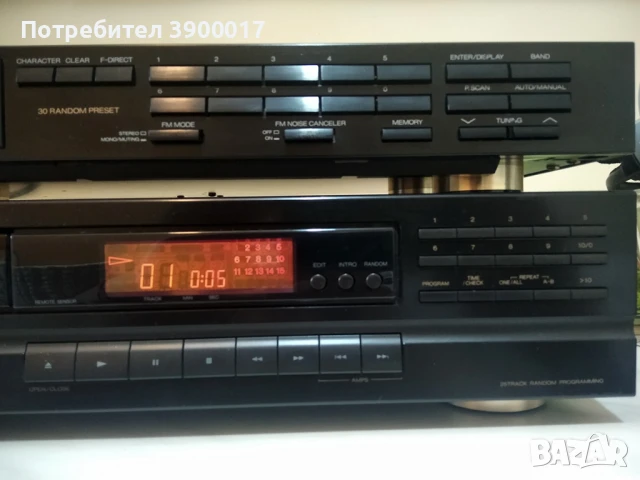 Потребител 3900017
CHARACTER CLEAR F-DIRECT 1 2 3 4 5 ENTER/DISPLAY BAND
6 7 8 9 0 P.SCAN AUTO/MANUAL
30 RANDOM PRESET
FM MODE FM NOISE CANCELER MEMORY TUNING
STEREO OFF
MONO/MUTING ON
1 2 3 4 5
6 7 8 9 10
11 12 13 14 15
01 0:05
TRACK MIN SEC
EDIT INTRO RANDOM
REMOTE SENSOR
1 2 3 4 5
6 7 8 9 10/0
PROGRAM TIME /CHECK ONE/ALL REPEAT A-B >10
OPEN/CLOSE
RANDOM PROGRAMMING
BAZAR